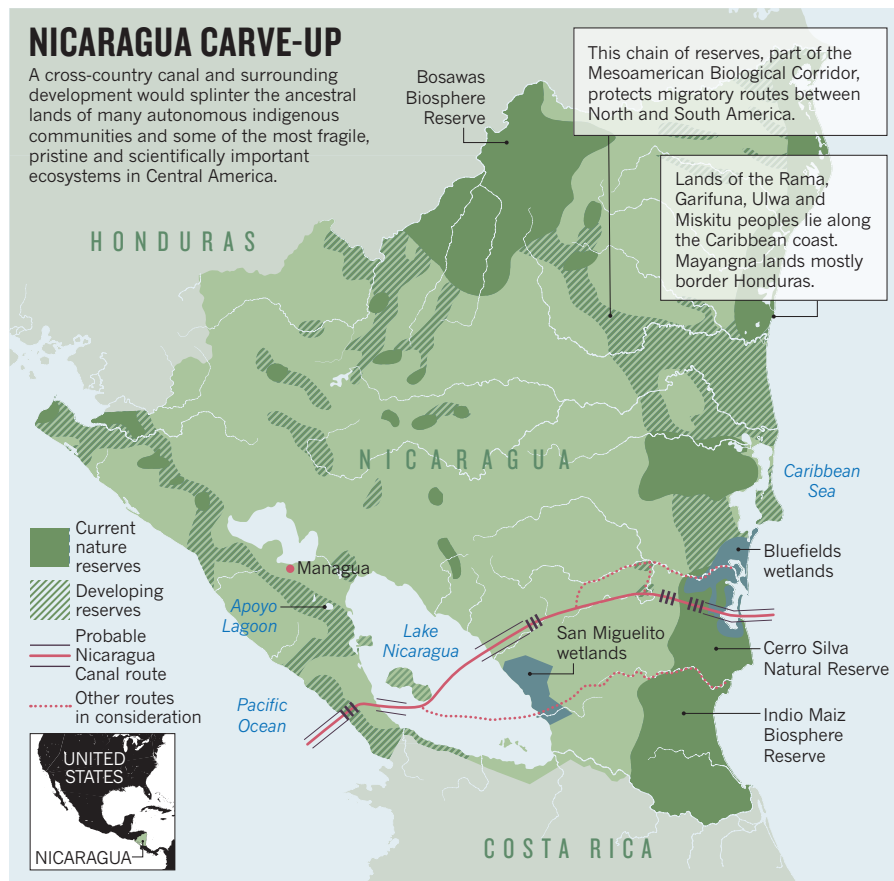 NICARAGUA CARVE-UP
A cross-country canal and surrounding
development would splinter the ancestral
lands of many autonomous indigenous
communities and some of the most fragile,
pristine and scientifically important
ecosystems in Central America.
This chain of reserves, part of the
Mesoamerican Biological Corridor,
protects migratory routes between
North and South America.
Bosawas
Biosphere
Reserve
Lands of the Rama,
Garifuna, Ulwa and
Miskitu peoples lie along
the Caribbean coast.
Mayangna lands mostly
border Honduras.
HONDURAS
NICARAGUA
Caribbean
Sea
Current
nature
reserves
Developing
reserves
Probable
Nicaragua
Canal route
Other routes
in consideration
Managua
Apoyo
Lagoon
Lake
Nicaragua
Pacific
Ocean
San Miguelito
wetlands
Bluefields
wetlands
Cerro Silva
Natural Reserve
Indio Maiz
Biosphere
Reserve
UNITED
STATES
NICARAGUA
COSTA RICA